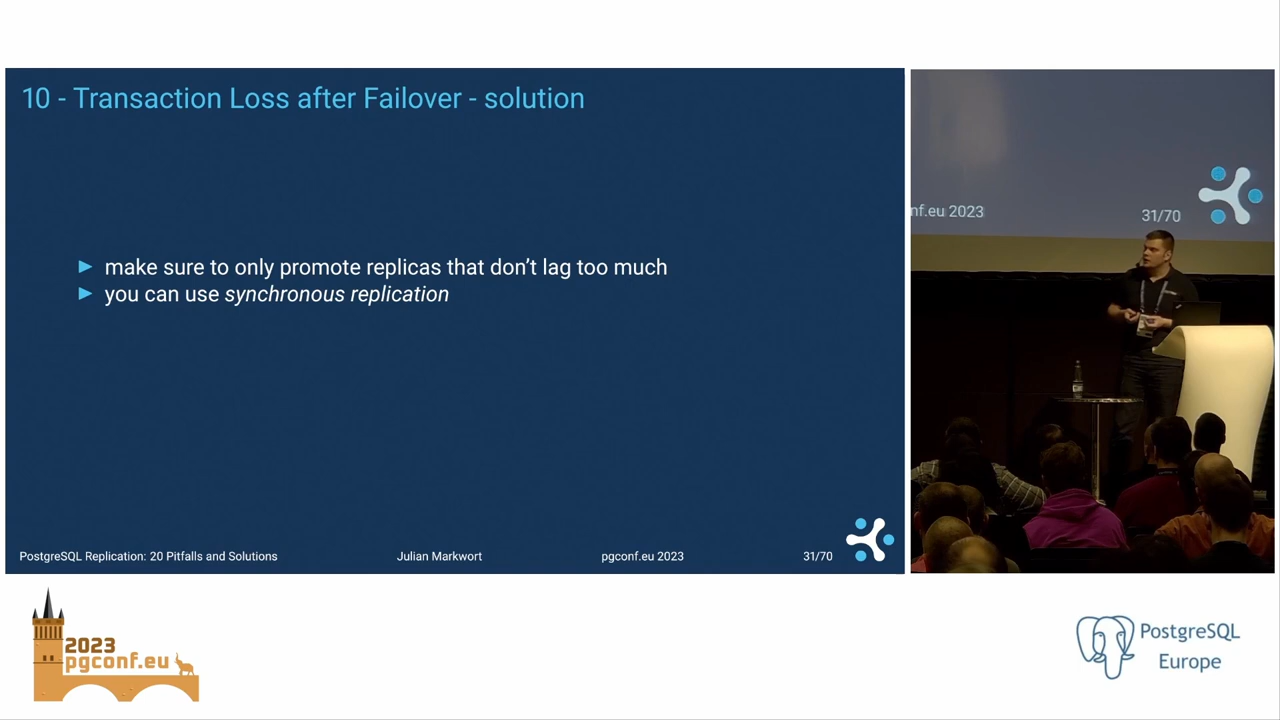 10 - Transaction Loss after Failover - solution
make sure to only promote replicas that don't lag too much
you can use synchronous replication
PostgreSQL Replication: 20 Pitfalls and Solutions
Julian Markwort
pgconf.eu 2023
31/70
nf.eu 2023
31/70
2023
pgconf.eu
PostgreSQL
Europe